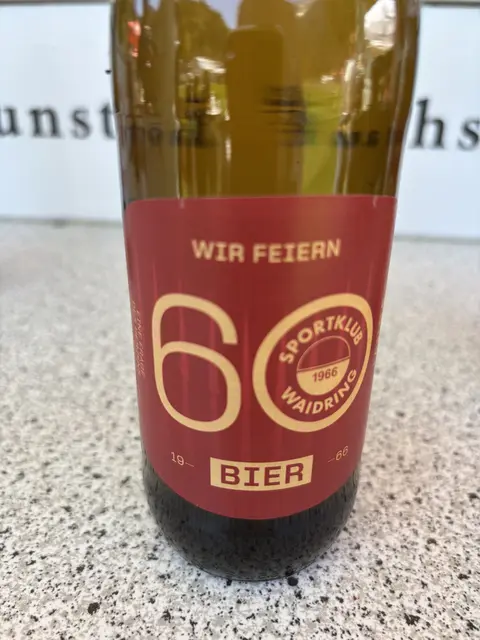 WIR FEIERN
60
SPORTKLUB
1966
WAIDRING
19—
—66
BIER